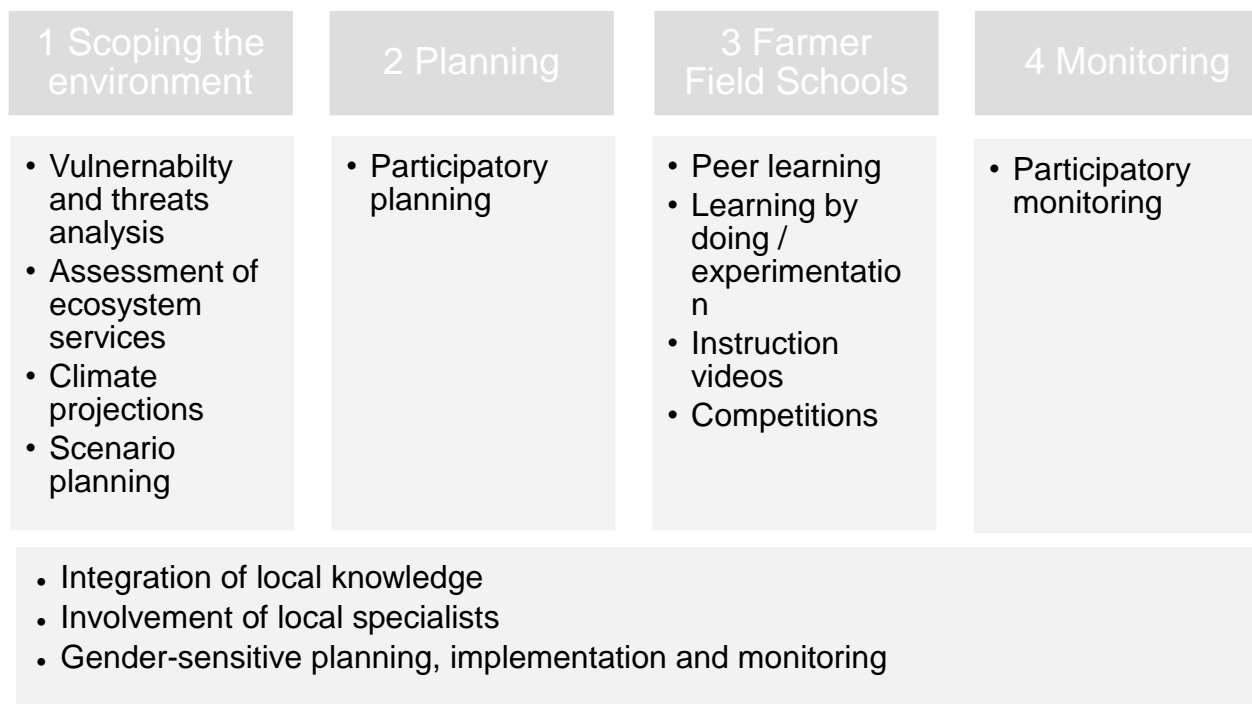 1 Scoping the
environment
2 Planning
3 Farmer
Field Schools
4 Monitoring
• Vulnernabilty
and threats
analysis
• Assessment of
ecosystem
services
• Climate
projections
• Scenario
planning
• Participatory
planning
• Peer learning
• Learning by
doing /
experimentatio
n
• Instruction
videos
• Competitions
• Participatory
monitoring
• Integration of local knowledge
• Involvement of local specialists
• Gender-sensitive planning, implementation and monitoring